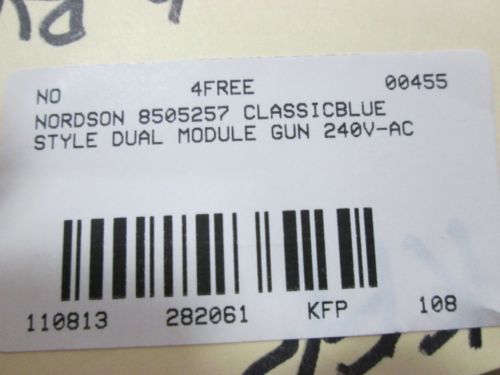 NO 4FREE 00455
NORDSON 8505257 CLASSICBLUE
STYLE DUAL MODULE GUN 240V-AC
110813 282061 KFP 108